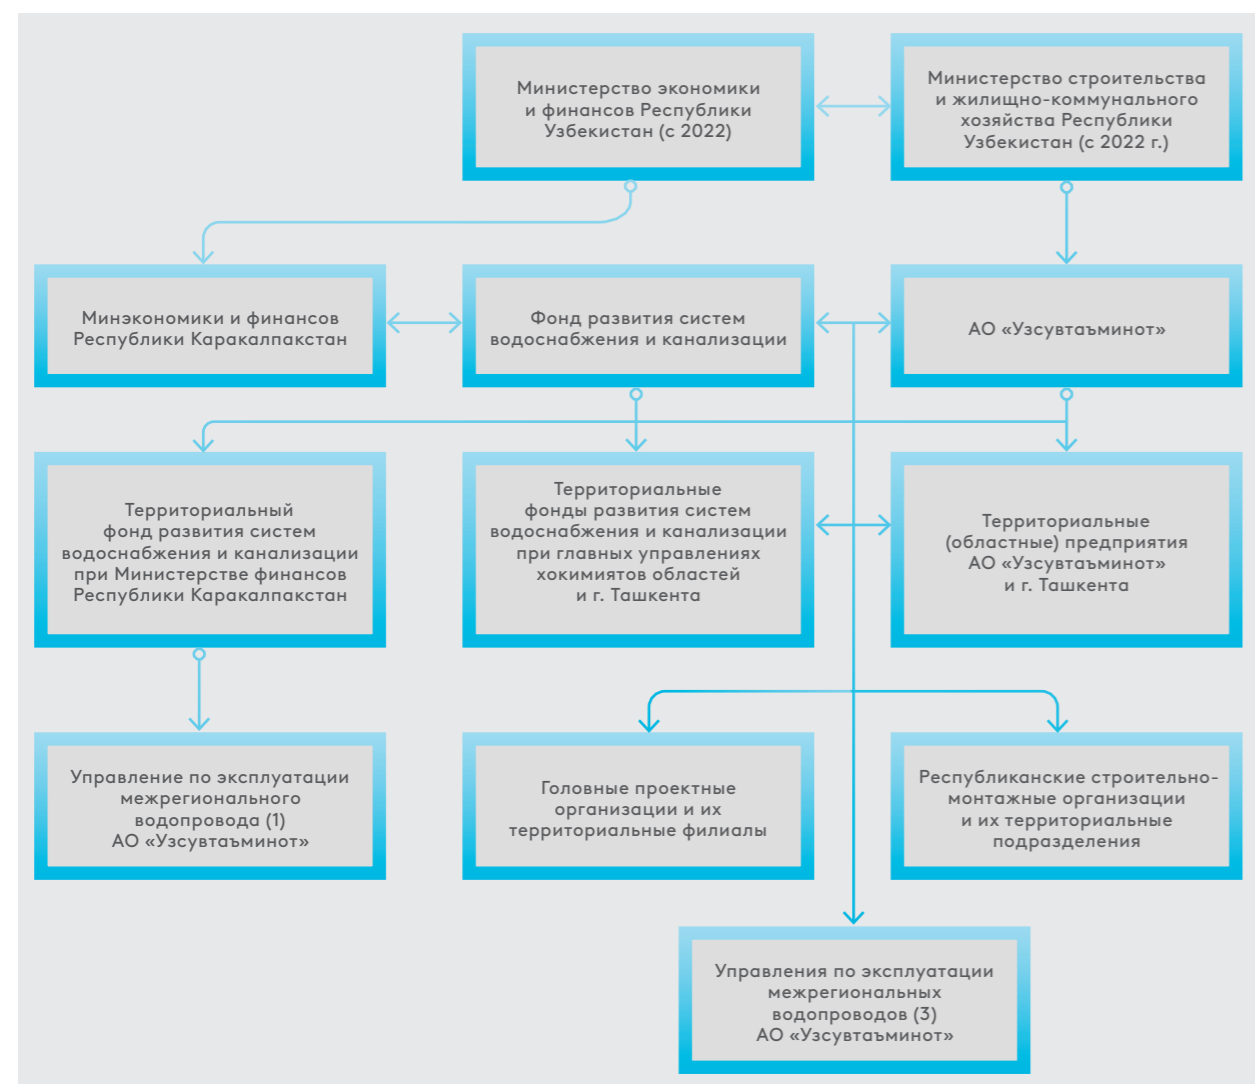 Министерство экономики
и финансов Республики
Узбекистан (с 2022)
Министерство строительства
и жилищно-коммунального
хозяйства Республики
Узбекистан (с 2022 г.)
Минэкономики и финансов
Республики Каракалпакстан
Фонд развития систем
водоснабжения и канализации
АО «Узсувтаъминот»
Территориальный
фонд развития систем
водоснабжения и канализации
при Министерстве финансов
Республики Каракалпакстан
Территориальные
фонды развития систем
водоснабжения и канализации
при главных управлениях
хокимиятов областей
и г. Ташкента
Территориальные
(областные) предприятия
АО «Узсувтаъминот»
и г. Ташкента
Управление по эксплуатации
межрегионального
водопровода (1)
АО «Узсувтаъминот»
Головные проектные
организации и их
территориальные филиалы
Республиканские строительно-
монтажные организации
и их территориальные
подразделения
Управления по эксплуатации
межрегиональных
водопроводов (3)
АО «Узсувтаъминот»